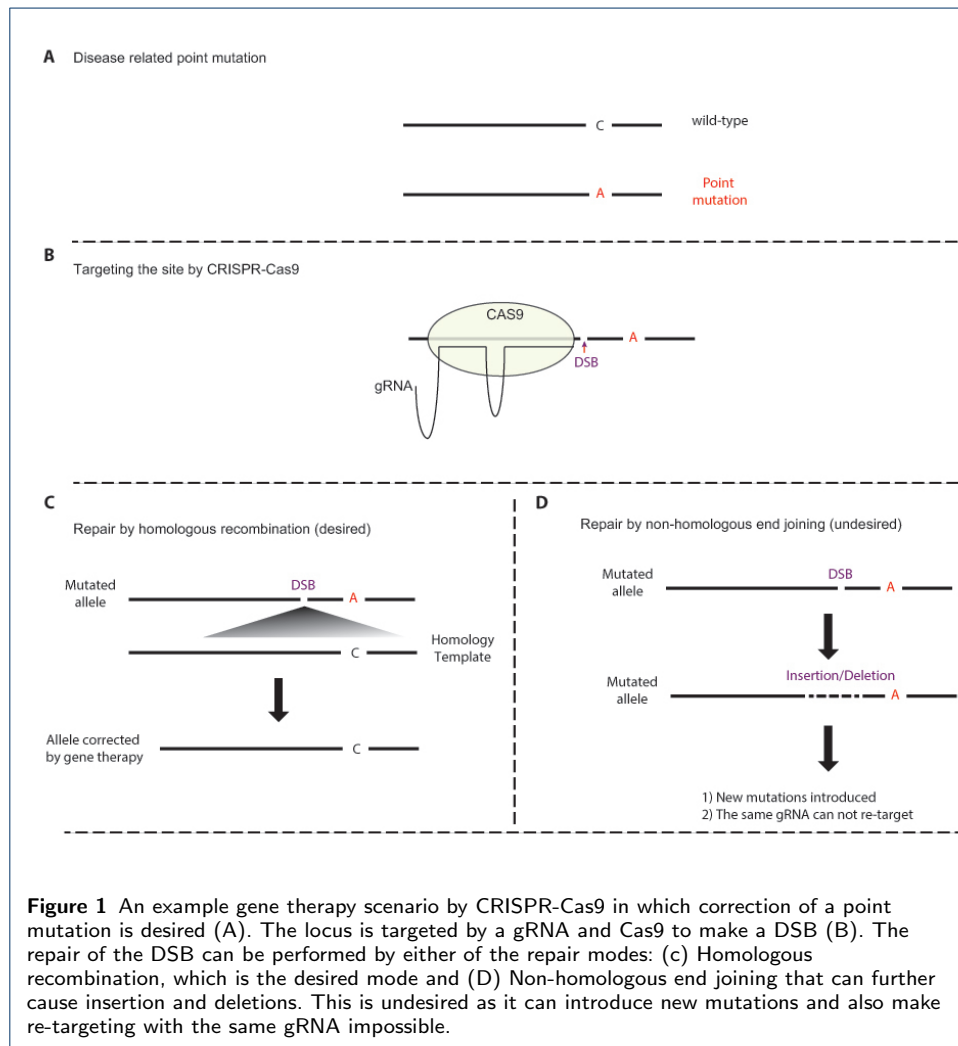 A Disease related point mutation
C
wild-type
A
Point
mutation
B
Targeting the site by CRISPR-Cas9
CAS9
A
DSB
gRNA
C
Repair by homologous recombination (desired)
Mutated
allele
DSB
A
Homology
Template
C
Allele corrected
by gene therapy
C
D
Repair by non-homologous end joining (undesired)
Mutated
allele
DSB
A
Insertion/Deletion
Mutated
allele
A
1) New mutations introduced
2) The same gRNA can not re-target
Figure 1 An example gene therapy scenario by CRISPR-Cas9 in which correction of a point
mutation is desired (A). The locus is targeted by a gRNA and Cas9 to make a DSB (B). The
repair of the DSB can be performed by either of the repair modes: (c) Homologous
recombination, which is the desired mode and (D) Non-homologous end joining that can further
cause insertion and deletions. This is undesired as it can introduce new mutations and also make
re-targeting with the same gRNA impossible.